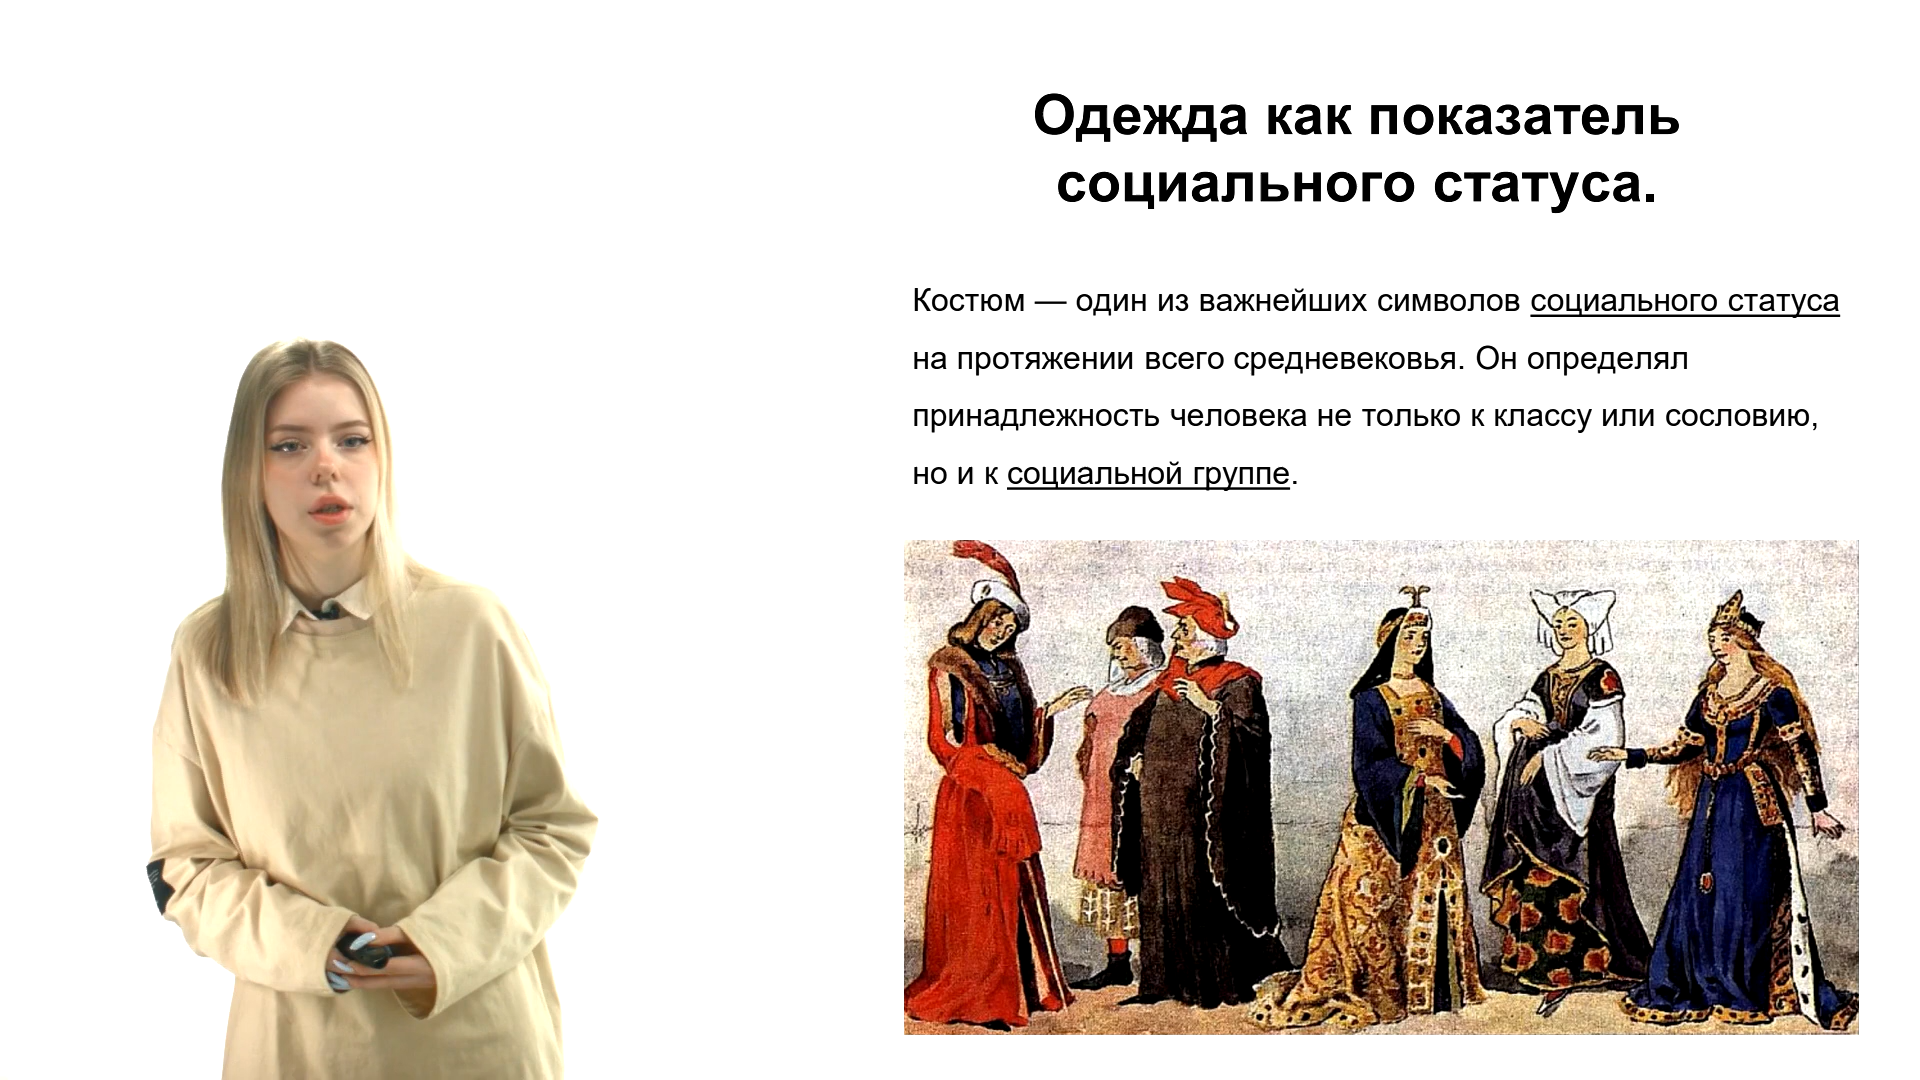 Одежда как показатель
социального статуса.
Костюм — один из важнейших символов социального статуса
на протяжении всего средневековья. Он определял
принадлежность человека не только к классу или сословию,
но и к социальной группе.